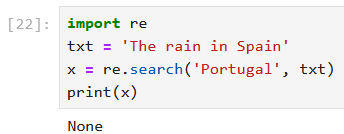 [22]: import re
txt = 'The rain in Spain'
x = re.search('Portugal', txt)
print(x)
None